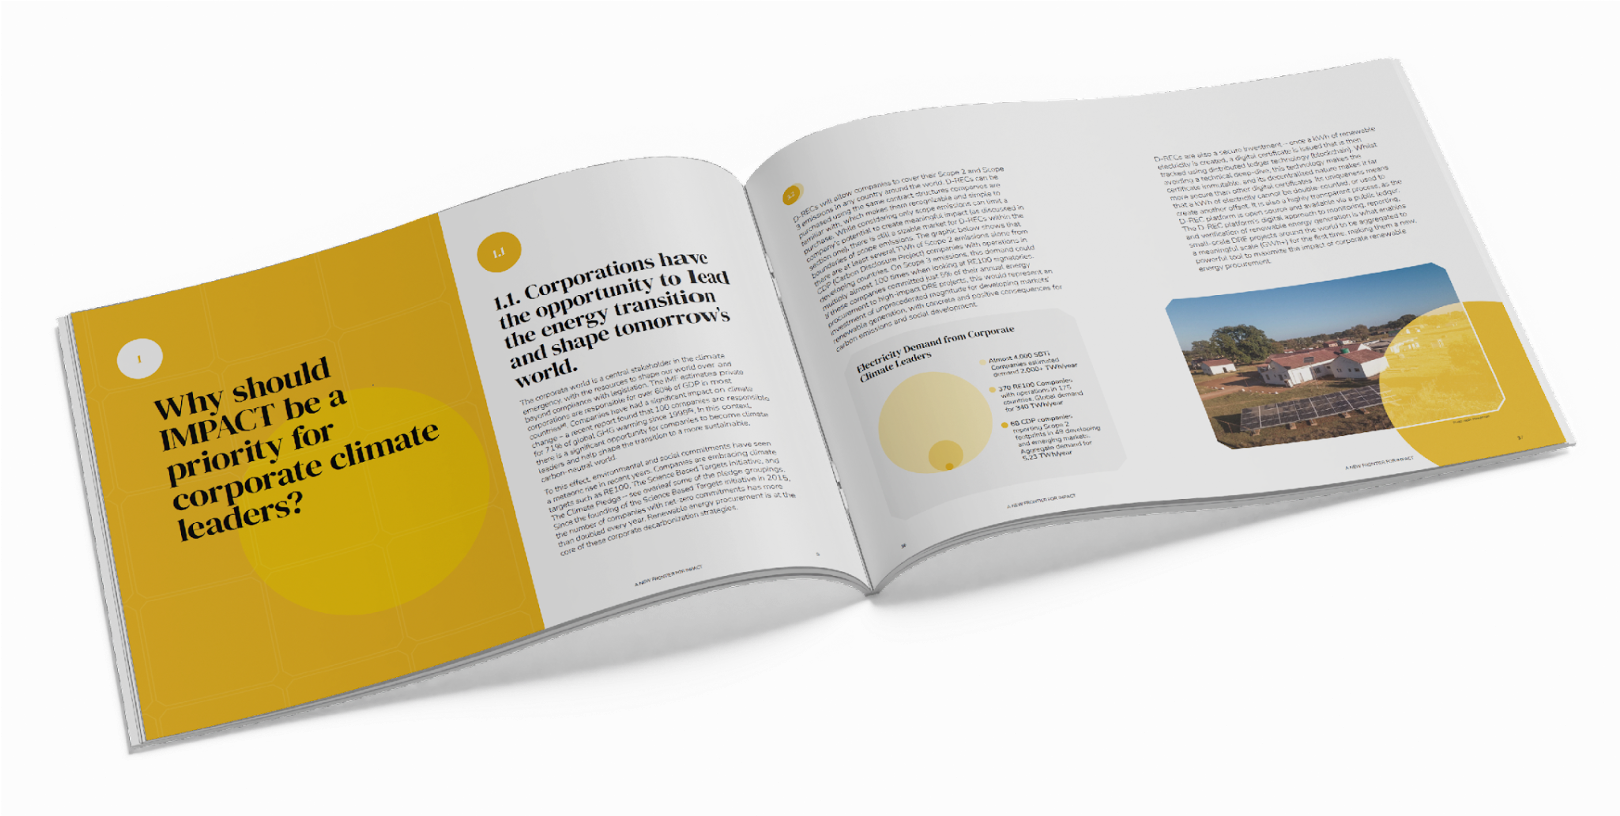 1
Why should
IMPACT be a
priority for
corporate climate
leaders?
1.1
1.1. Corporations have
the opportunity to lead
the energy transition
and shape tomorrow's
world.
The corporate world is a central stakeholder in the climate
emergency, with the resources to shape our world over and
beyond compliance with legislation. The IMF estimates private
corporations are responsible for over 60% of GDP in most
countries. Companies have had a significant impact on climate
change – a recent report found that 100 companies are responsible
for 71% of global GHG warming since 1998. In this context,
there is a significant opportunity for companies to become climate
leaders and help shape the transition to a more sustainable,
carbon-neutral world.
To this effect, environmental and social commitments have seen
a meteoric rise in recent years. Companies are embracing climate
targets such as RE100, The Science Based Targets Initiative, and
The Climate Pledge – see overleaf some of the pledge groupings.
Since the founding of the Science Based Targets Initiative in 2015,
the number of companies with net-zero commitments has more
than doubled every year. Renewable energy procurement is at the
core of these corporate decarbonization strategies.
A NEW FRONTIER FOR IMPACT
D-RECs will allow companies to cover their Scope 2 and Scope
3 emissions in any country around the world. D-RECs can be
purchased using the same contract structures companies are
familiar with, which makes them recognizable and simple to
purchase. While considering only scope emissions can limit a
company's potential to create meaningful impact (as discussed in
section one), there is still a sizable market for D-RECs within the
boundaries of scope emissions. The graphic below shows that
there are at least several TWh of Scope 2 emissions alone from
CDP (Carbon Disclosure Project) companies with operations in
developing countries. On Scope 3 emissions, this demand could
multiply almost 100 times when looking at RE100 signatories.
If these companies committed just 5% of their annual energy
procurement to high-impact DRE projects, this would represent an
investment of unprecedented magnitude for developing markets'
renewable generation, with concrete and positive consequences for
carbon emissions and social development.
Electricity Demand from Corporate
Climate Leaders
Almost 4,000 SBTi
Companies estimated
demand 2,000+ TWh/year
370 RE100 Companies,
with operations in 175
countries. Global demand
for 340 TWh/year
68 CDP companies
reporting Scope 2
footprints in 49 developing
and emerging markets.
Aggregate demand for
5.23 TWh/year
A NEW FRONTIER FOR IMPACT
D-RECs are also a secure investment – once a kWh of renewable
electricity is created, a digital certificate is issued that is then
tracked using distributed ledger technology (blockchain). Whilst
avoiding a technical deep-dive, this technology makes the
certificate immutable, and its decentralised nature makes it far
more secure than other digital certificates. Its uniqueness means
that a kWh of electricity cannot be double-counted, or used to
create another offset. It is also a highly transparent process, as the
D-REC platform is open source and available via a public ledger.
The D-REC platform's digital approach to monitoring, reporting,
and verification of renewable energy generation is what enables
small-scale DRE projects around the world to be aggregated to
a meaningful scale (GWh+) for the first time, making them a new,
powerful tool to maximize the impact of corporate renewable
energy procurement.
A NEW FRONTIER FOR IMPACT